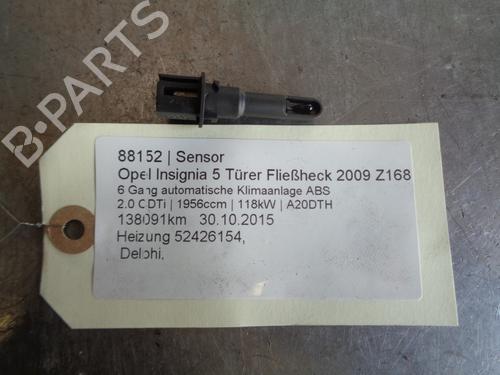 B-PARTS
88152 | Sensor
Opel Insignia 5 Türer Fließheck 2009 Z168
6 Gang automatische Klimaanlage ABS
2.0 CDTi | 1956ccm | 118kW | A20DTH
138091km 30.10.2015
Heizung 52426154,
Delphi,